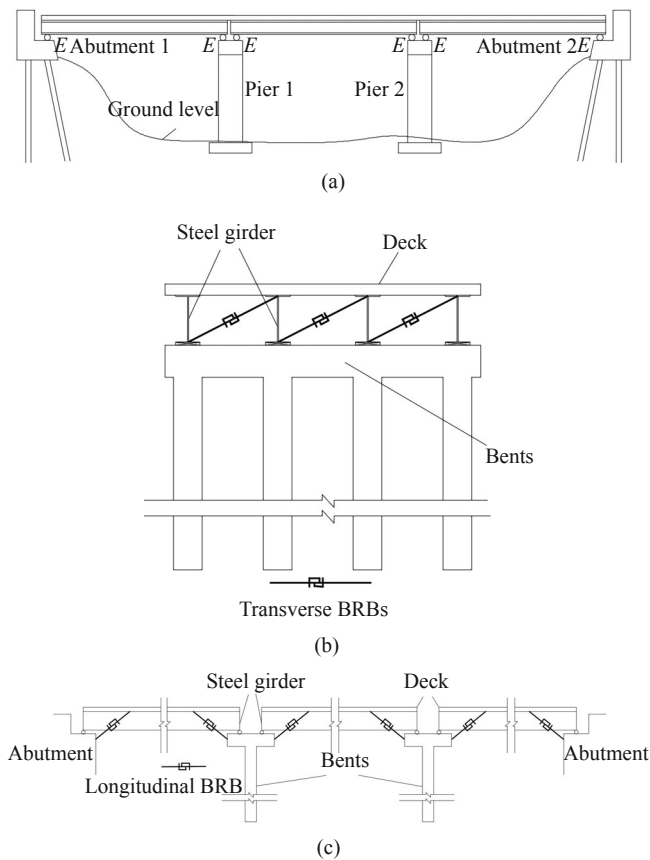 E Abutment 1 E E E E Abutment 2 E
Pier 1 Pier 2
Ground level
(a)
Steel girder
Deck
Bents
Transverse BRBs
(b)
Steel girder Deck
Abutment Abutment
Longitudinal BRB Bents
(c)